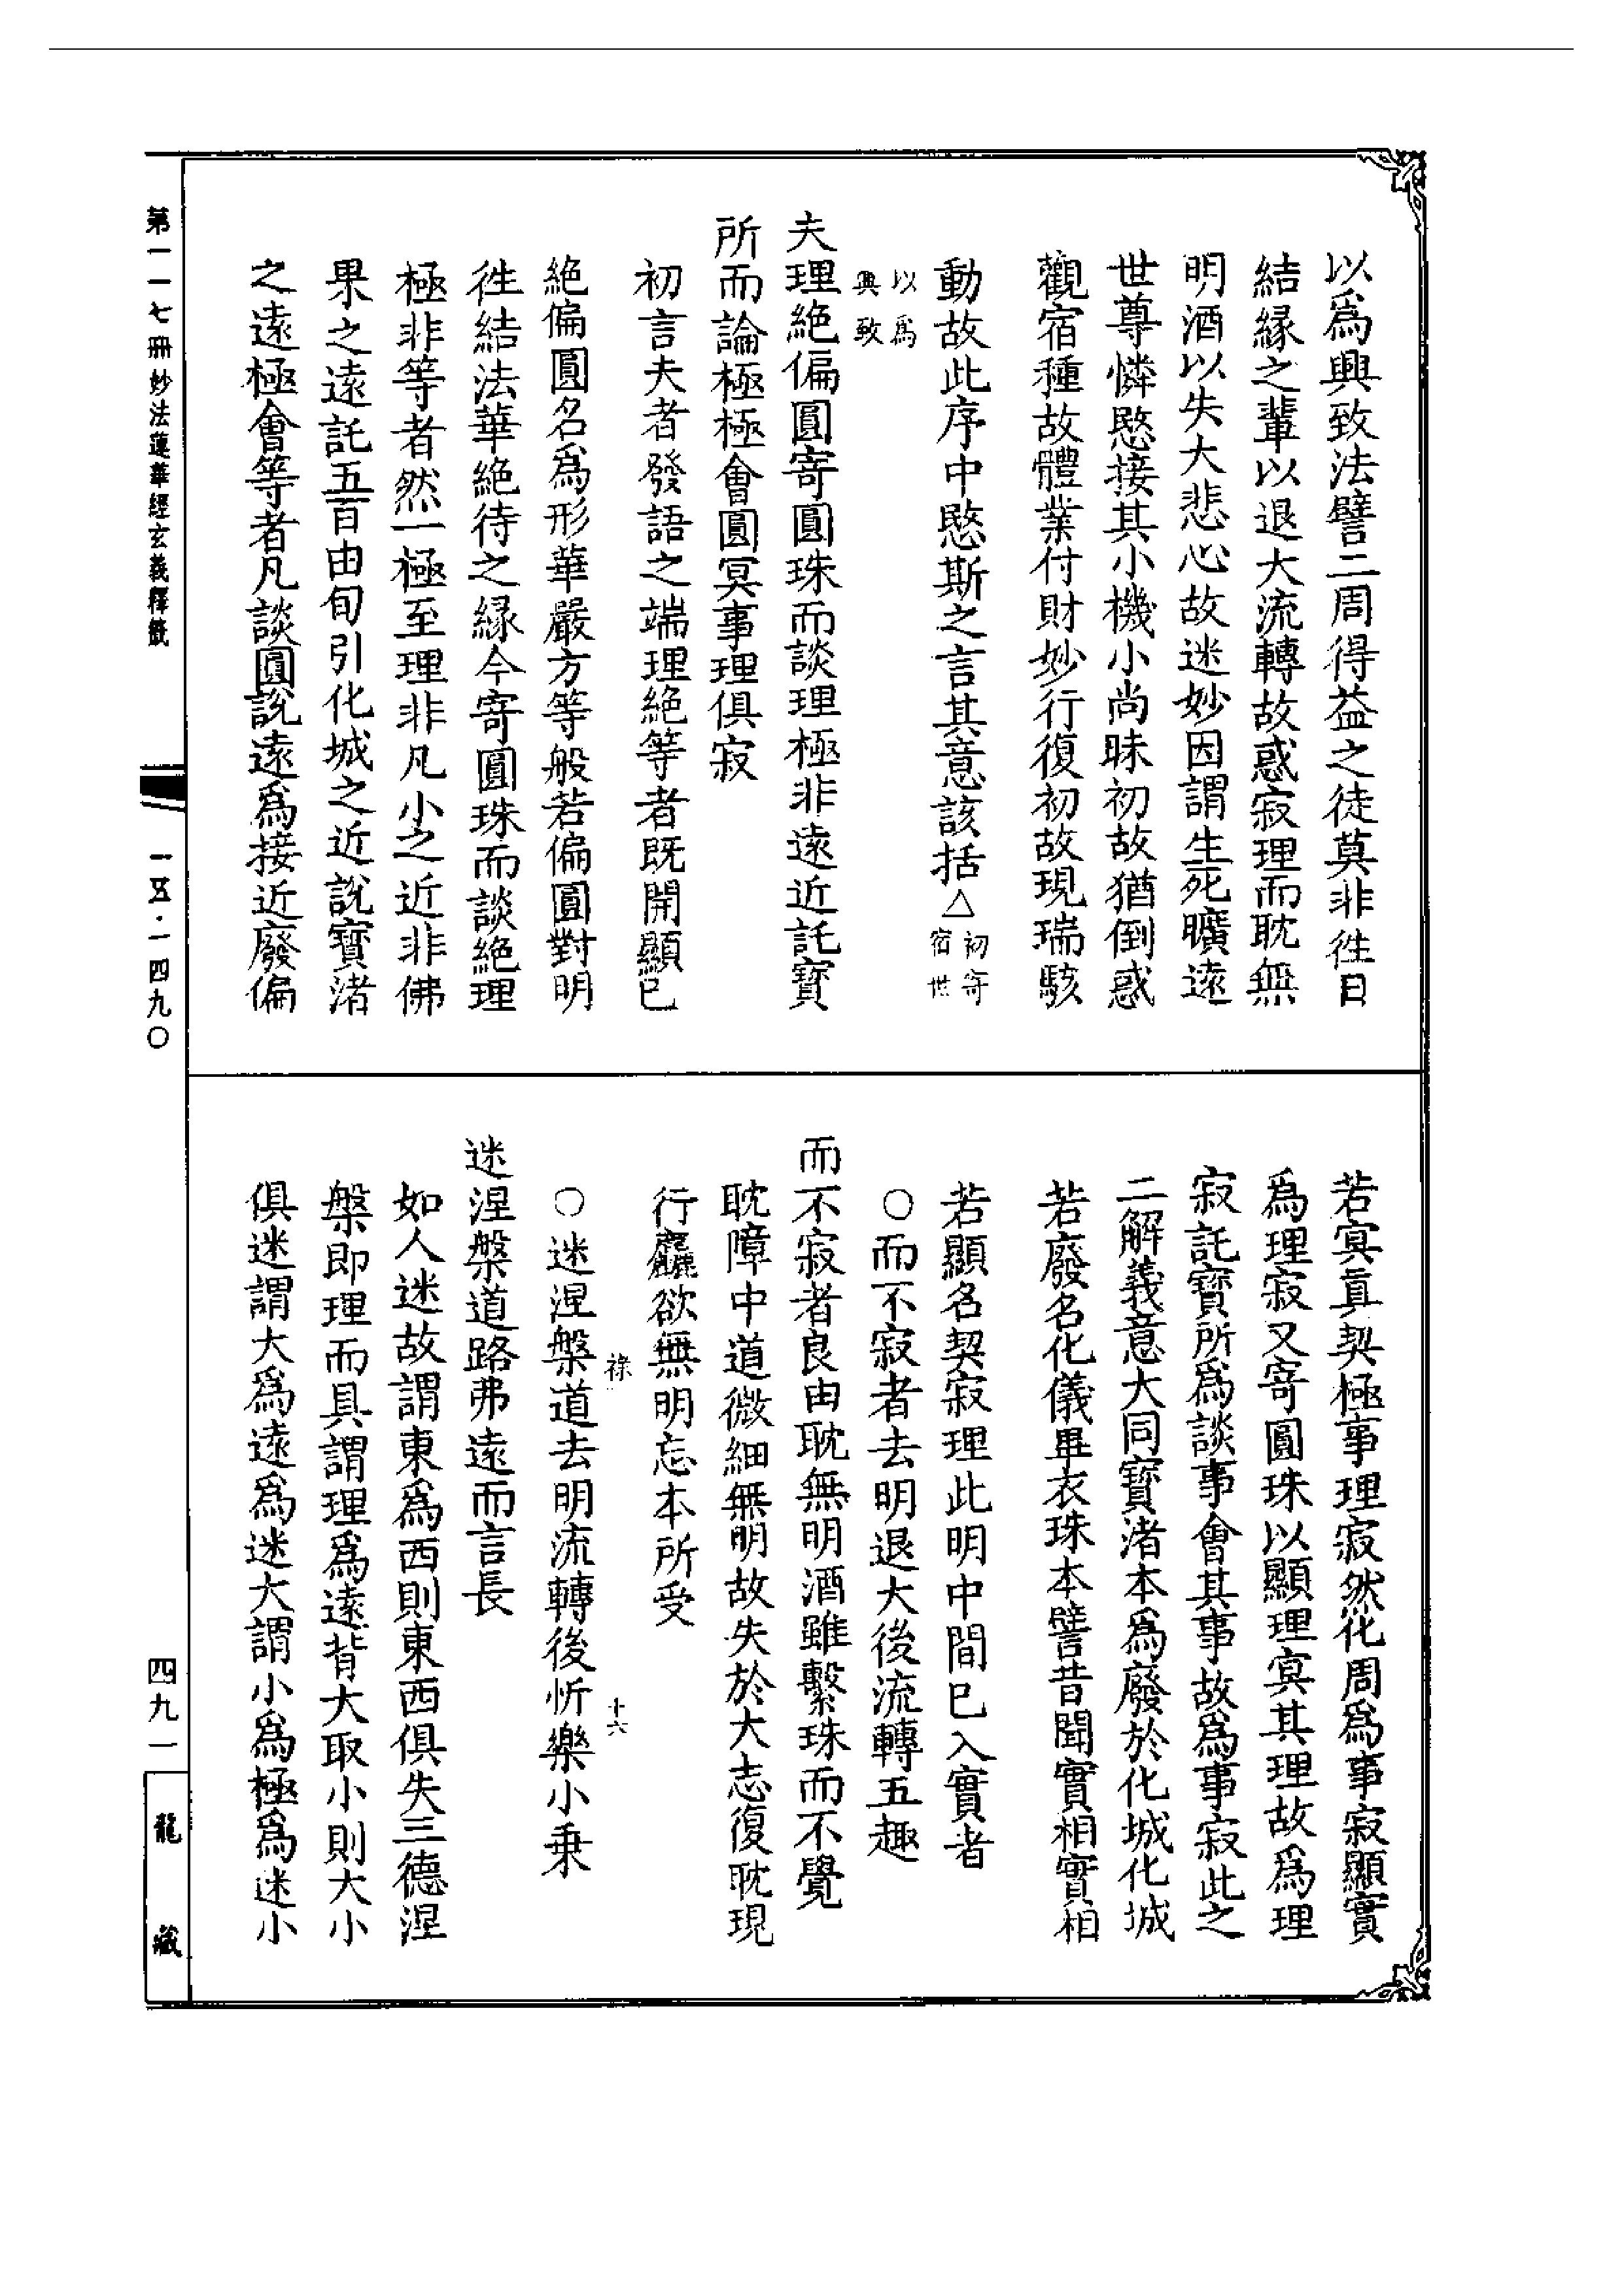 以爲興致法譬二周得益之徒莫非徃日
結緣之輩以退大流轉故惑寂理而耽無
明酒以失大悲心故迷妙因謂生死曠遠
世尊憐愍接其小機小尚昧初故猶倒惑
觀宿種故體業付財妙行復初故現瑞駭
動故此序中愍斯之言其意該括△初寄宿世
以爲興致
夫理絶偏圓寄圓珠而談理極非遠近託寶
所而論極極會圓冥事理俱寂
初言夫者發語之端理絶等者既開顯已
絶偏圓名爲形華嚴方等般若偏圓對明
徃結法華絶待之緣今寄圓珠而談絶理
極非等者然一極至理非凡小之近非佛
果之遠託五百由旬引化城之近說寶渚
之遠極會等者凡談圓說遠爲接近廢偏
若寘真契極事理寂然化周爲事寂顯實
爲理寂又寄圓珠以顯理寘其理故爲理
寂託寶所爲談事會其事故爲事寂此之
二解義意大同寶渚本爲廢於化城化城
若廢名化儀畢衣珠本譬昔聞實相實相
若顯名契寂理此明中間已入實者
○而不寂者去明退大後流轉五趣
而不寂者良由耽無明酒雖繫珠而不覺
耽障中道微細無明故失於大志復耽現
行麤欲無明忘本所受
祿 十六
○迷涅槃道去明流轉後忻樂小乗
迷涅槃道路弗遠而言長
如人迷故謂東爲西則東西俱失三德涅
槃即理而具謂理爲遠背大取小則大小
俱迷謂大爲遠爲迷大謂小爲極爲迷小
第一一七冊 妙法蓮華經玄義釋籤
一五·一四九〇
四九一
龍藏